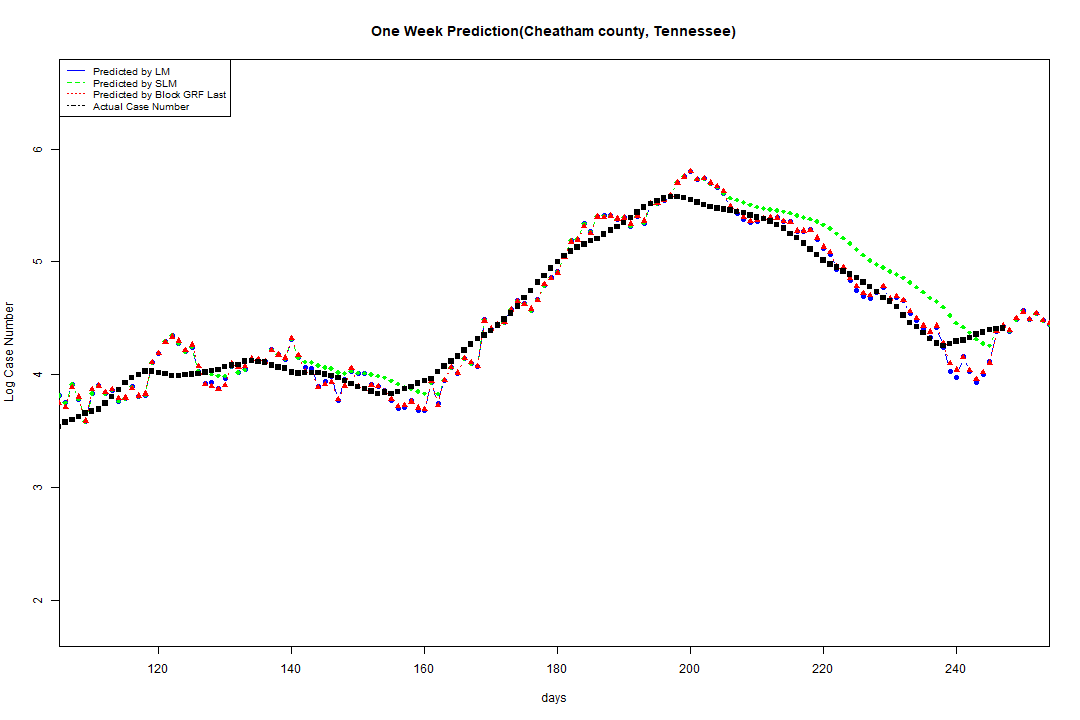 One Week Prediction(Cheatham county, Tennessee)
Predicted by LM
Predicted by SLM
Predicted by Block GRF Last
Actual Case Number
6
5
4
3
2
Log Case Number
120 140 160 180 200 220 240
days